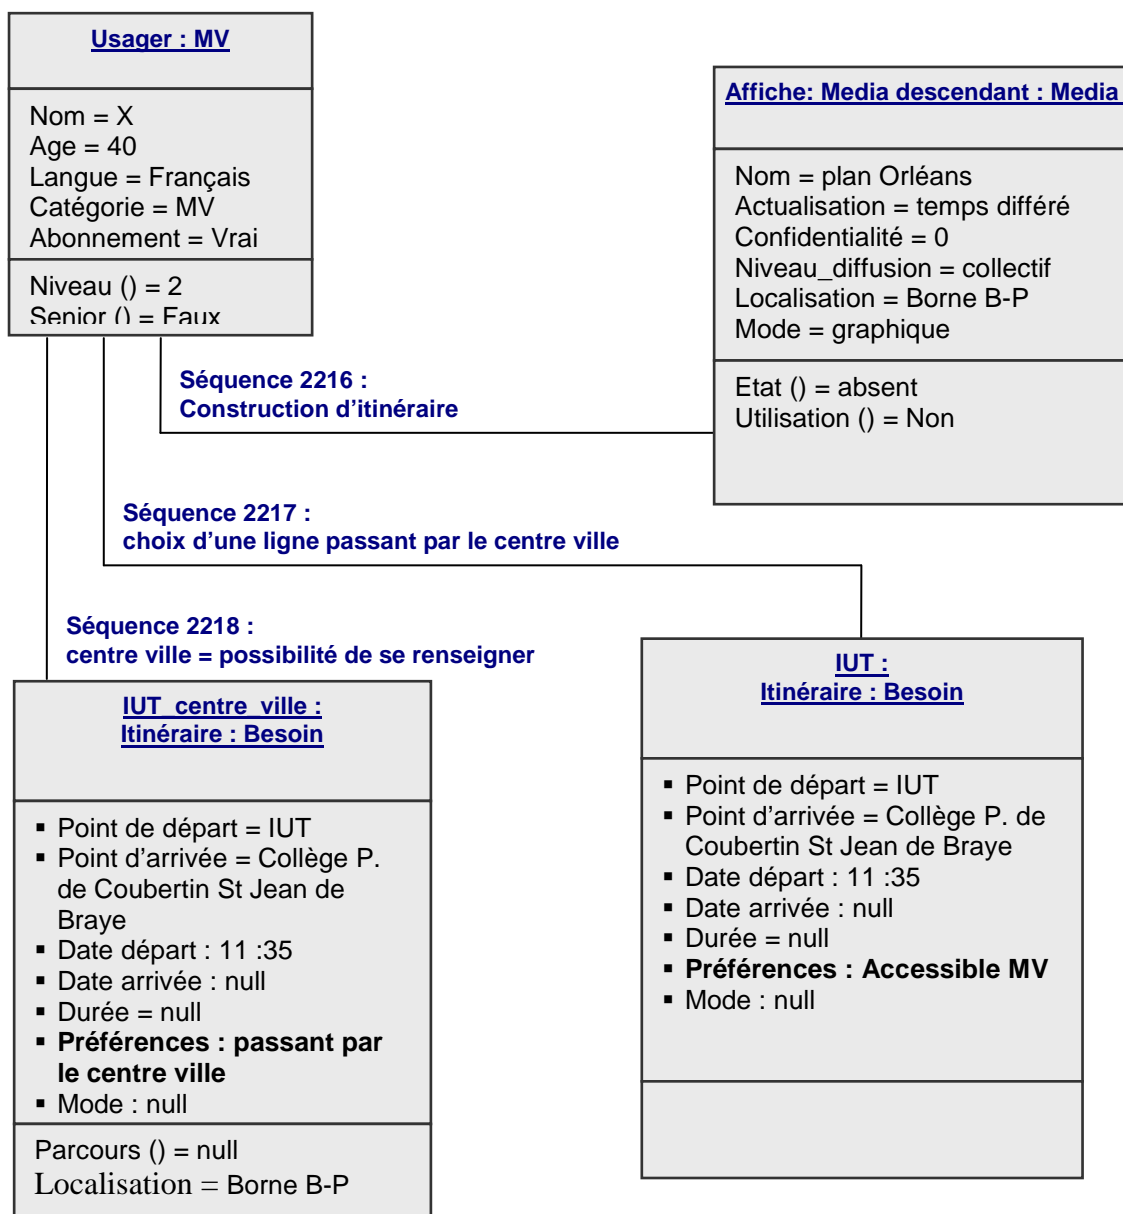 Usager : MV
Nom = X
Age = 40
Langue = Français
Catégorie = MV
Abonnement = Vrai
Niveau () = 2
Senior () = Faux
Affiche: Media descendant : Media
Nom = plan Orléans
Actualisation = temps différé
Confidentialité = 0
Niveau_diffusion = collectif
Localisation = Borne B-P
Mode = graphique
Etat () = absent
Utilisation () = Non
Séquence 2216 :
Construction d’itinéraire
Séquence 2217 :
choix d’une ligne passant par le centre ville
Séquence 2218 :
centre ville = possibilité de se renseigner
IUT_centre_ville :
Itinéraire : Besoin
▪ Point de départ = IUT
▪ Point d’arrivée = Collège P.
de Coubertin St Jean de
Braye
▪ Date départ : 11 :35
▪ Date arrivée : null
▪ Durée = null
▪ Préférences : passant par
le centre ville
▪ Mode : null
Parcours () = null
Localisation = Borne B-P
IUT :
Itinéraire : Besoin
▪ Point de départ = IUT
▪ Point d’arrivée = Collège P. de
Coubertin St Jean de Braye
▪ Date départ : 11 :35
▪ Date arrivée : null
▪ Durée = null
▪ Préférences : Accessible MV
▪ Mode : null